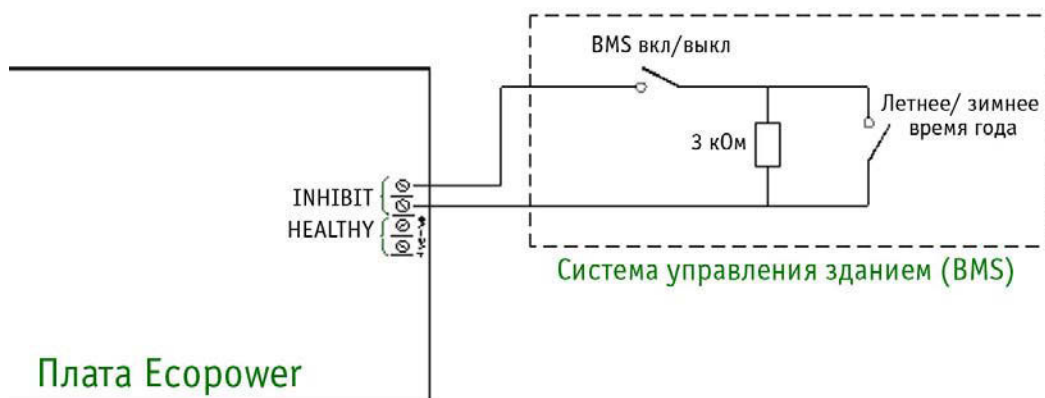 BMS вкл/выкл
Летнее/ зимнее
время года
3 кОм
INHIBIT
HEALTHY
Система управления зданием (BMS)
Плата Ecopower